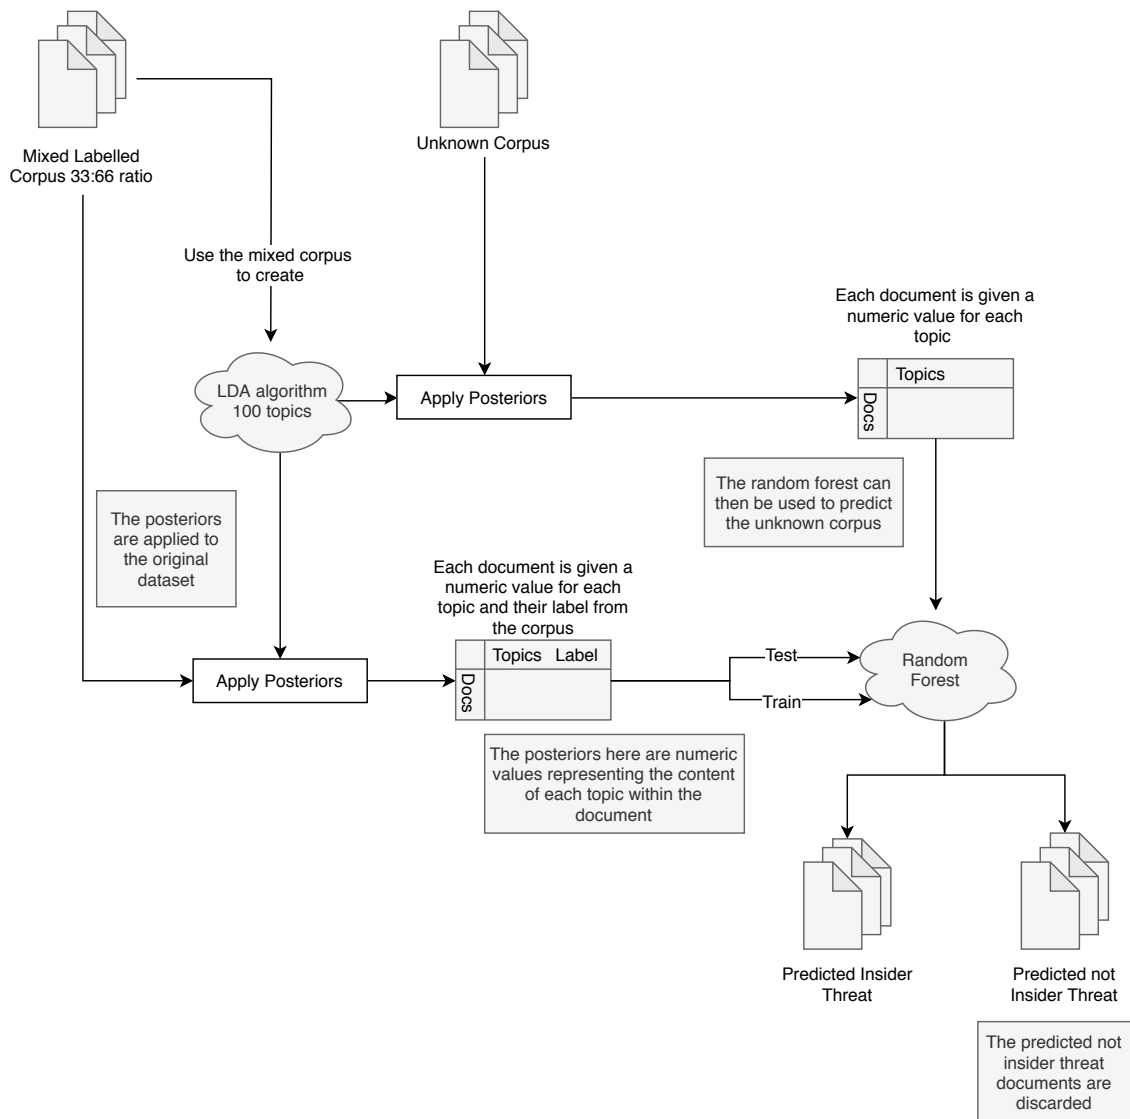 Mixed Labelled
Corpus 33:66 ratio
Unknown Corpus
Use the mixed corpus
to create
Each document is given a
numeric value for each
topic
LDA algorithm
100 topics
Apply Posteriors
Topics
Docs
The random forest can
then be used to predict
the unknown corpus
The posteriors
are applied to
the original
dataset
Each document is given a
numeric value for each
topic and their label from
the corpus
Apply Posteriors
Topics Label
Docs
Test
Train
Random
Forest
The posteriors here are numeric
values representing the content
of each topic within the
document
Predicted Insider
Threat
Predicted not
Insider Threat
The predicted not
insider threat
documents are
discarded